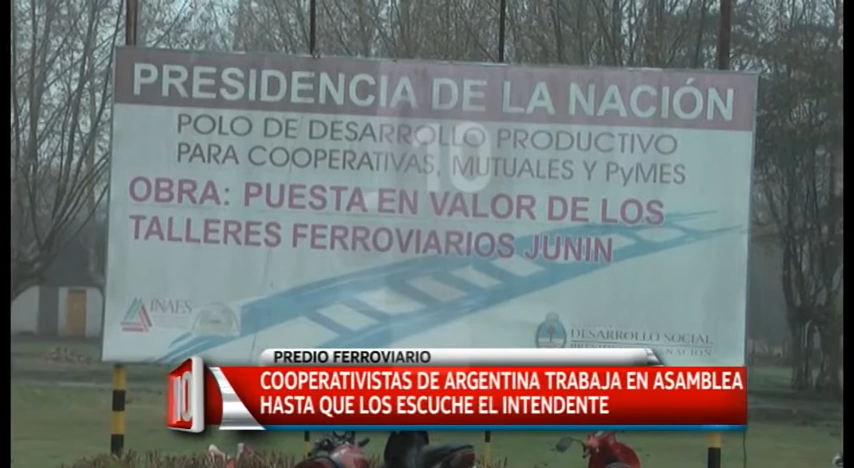 PRESIDENCIA DE LA NACIÓN
POLO DE DESARROLLO PRODUCTIVO
PARA COOPERATIVAS, MUTUALES Y PyMES
10
OBRA: PUESTA EN VALOR DE LOS
TALLERES FERROVIARIOS JUNIN
INAES
DESARROLLO SOCIAL
PREDIO FERROVIARIO
10
COOPERATIVISTAS DE ARGENTINA TRABAJA EN ASAMBLEA
HASTA QUE LOS ESCUCHE EL INTENDENTE